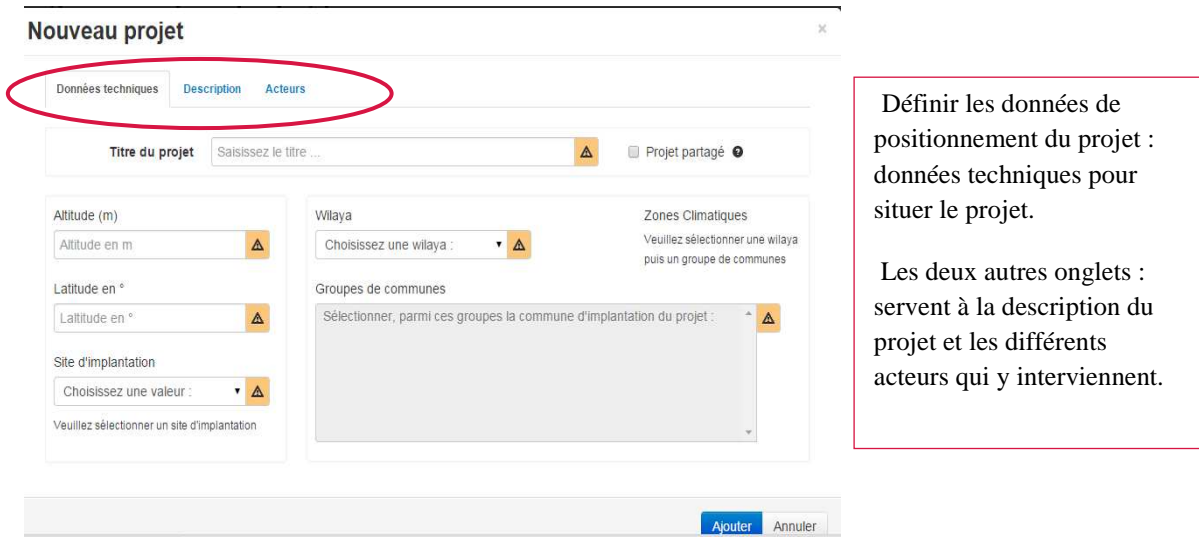 Nouveau projet
×
Données techniques Description Acteurs
Titre du projet Saisissez le titre ... Projet partagé ?
Altitude (m)
Altitude en m
Latitude en °
Laltitude en °
Site d'implantation
Choisissez une valeur :
Veuillez sélectionner un site d'implantation
Wilaya
Choisissez une wilaya :
Zones Climatiques
Veuillez sélectionner une wilaya
puis un groupe de communes
Groupes de communes
Sélectionner, parmi ces groupes la commune d'implantation du projet :
Ajouter Annuler
Définir les données de
positionnement du projet :
données techniques pour
situer le projet.
Les deux autres onglets :
servent à la description du
projet et les différents
acteurs qui y interviennent.